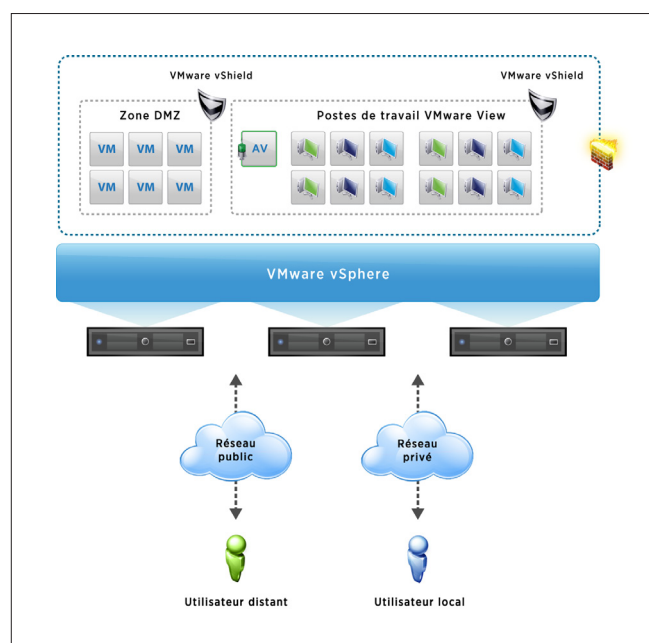 VMware vShield
VMware vShield
Zone DMZ
Postes de travail VMware View
VM VM VM
AV
VM VM VM
VMware vSphere
Réseau
public
Réseau
privé
Utilisateur distant
Utilisateur local